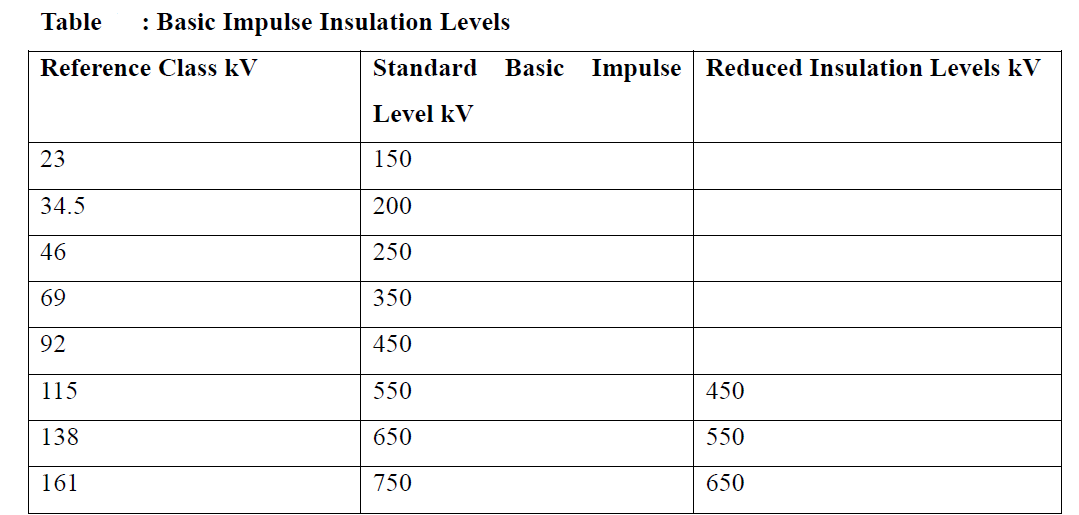 Table : Basic Impulse Insulation Levels
Reference Class kV Standard Basic Impulse Level kV Reduced Insulation Levels kV
23 150
34.5 200
46 250
69 350
92 450
115 550 450
138 650 550
161 750 650